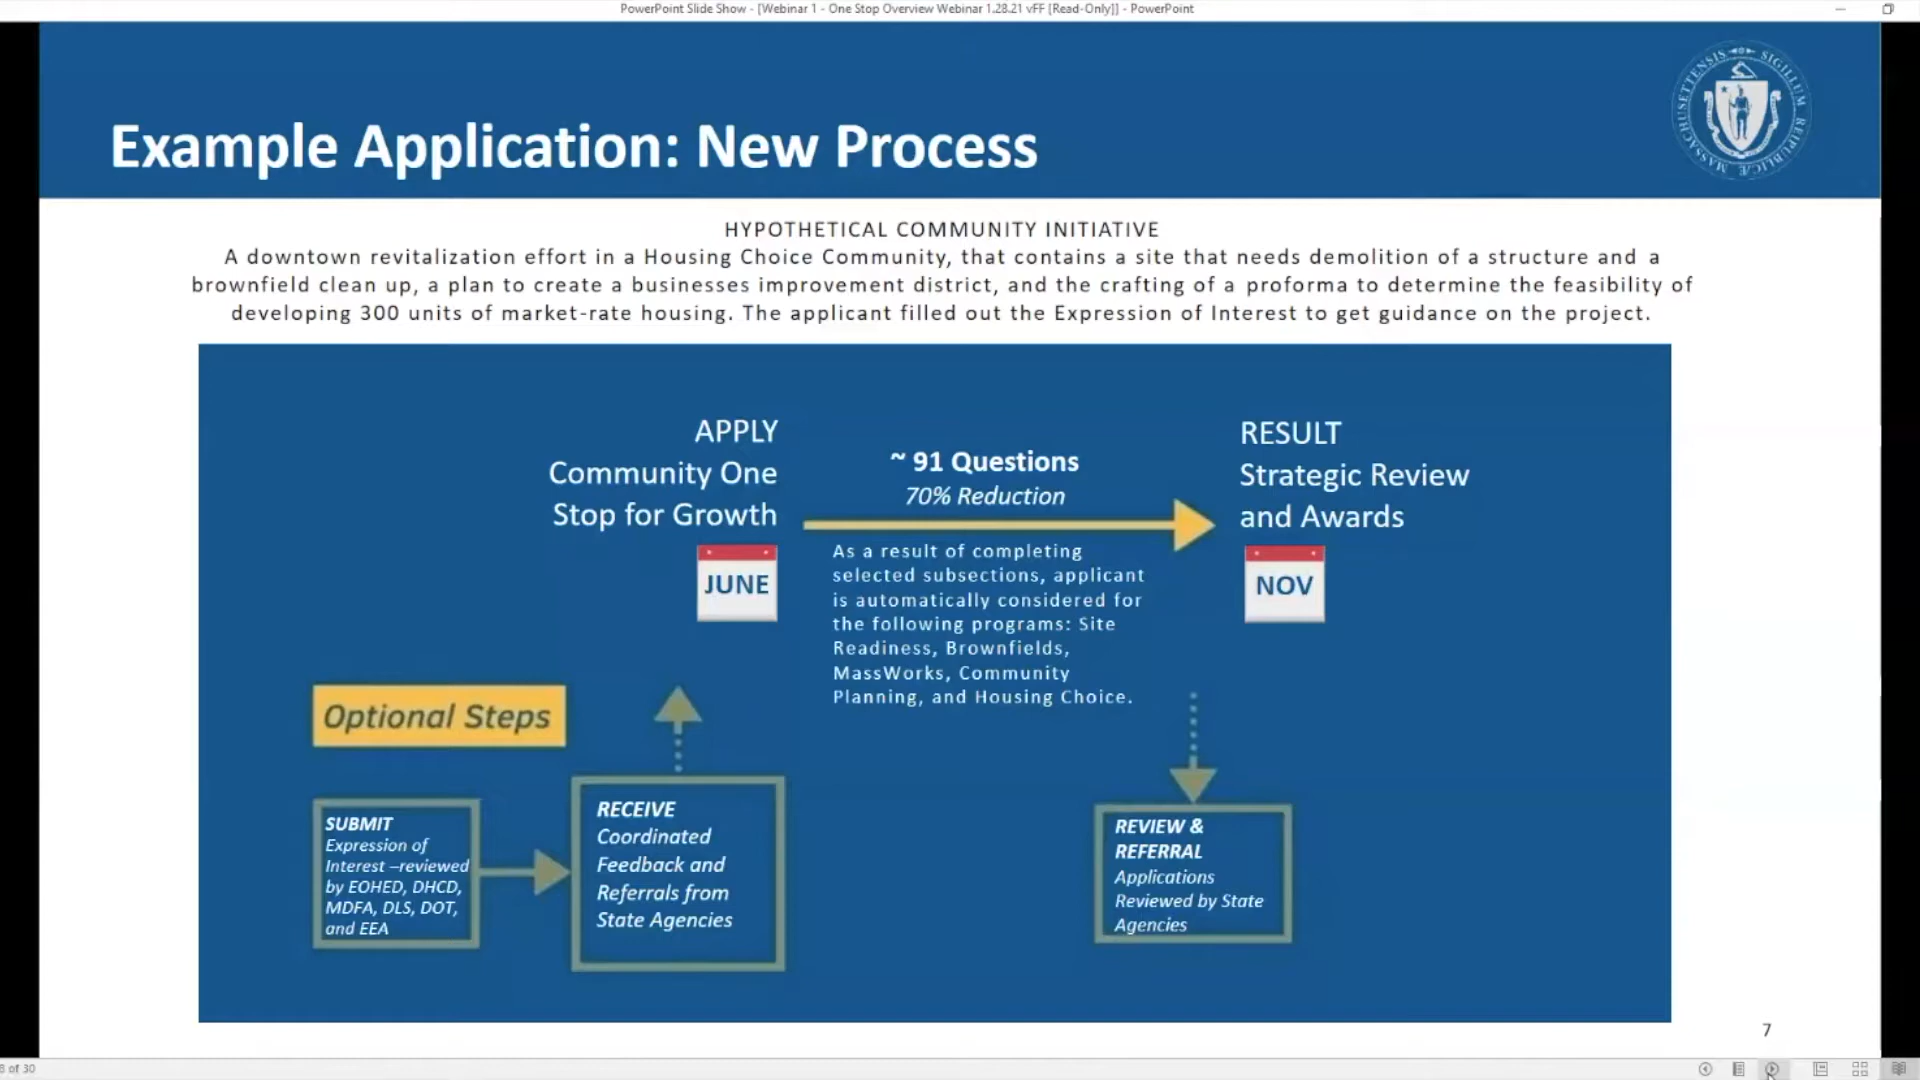 PowerPoint Slide Show - [Webinar 1 - One Stop Overview Webinar 1.28.21 vFF [Read-Only]] - PowerPoint
Example Application: New Process
MASSACHUSETTENSIS SIGILLUM REIPUBLICÆ
HYPOTHETICAL COMMUNITY INITIATIVE
A downtown revitalization effort in a Housing Choice Community, that contains a site that needs demolition of a structure and a
brownfield clean up, a plan to create a businesses improvement district, and the crafting of a proforma to determine the feasibility of
developing 300 units of market-rate housing. The applicant filled out the Expression of Interest to get guidance on the project.
APPLY
Community One
Stop for Growth
JUNE
~ 91 Questions
70% Reduction
As a result of completing
selected subsections, applicant
is automatically considered for
the following programs: Site
Readiness, Brownfields,
MassWorks, Community
Planning, and Housing Choice.
RESULT
Strategic Review
and Awards
NOV
Optional Steps
SUBMIT
Expression of
Interest –reviewed
by EOHED, DHCD,
MDFA, DLS, DOT,
and EEA
RECEIVE
Coordinated
Feedback and
Referrals from
State Agencies
REVIEW &
REFERRAL
Applications
Reviewed by State
Agencies
7
of 30